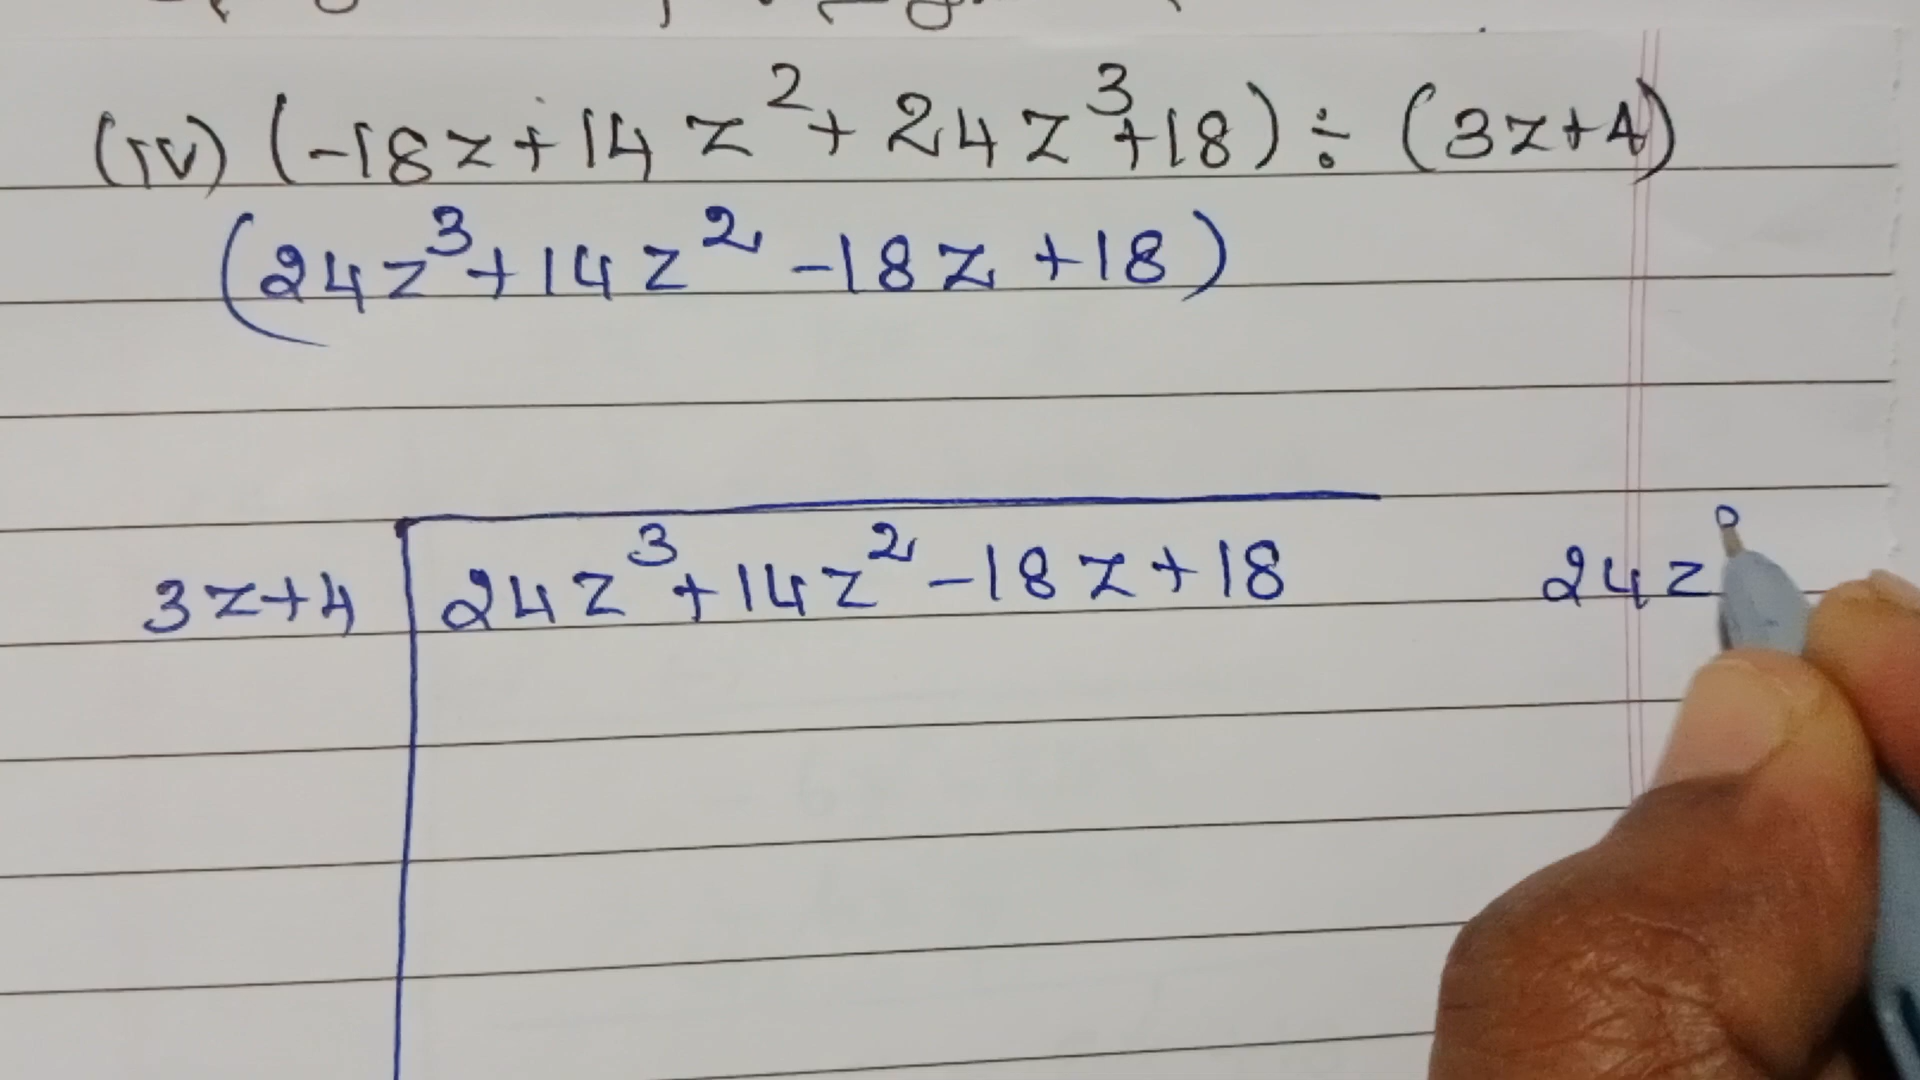 (iv) (-18z+14z²+24z³+18) ÷ (3z+4)
(24z³+14z²-18z+18)
3z+4 24z³+14z²-18z+18 24z